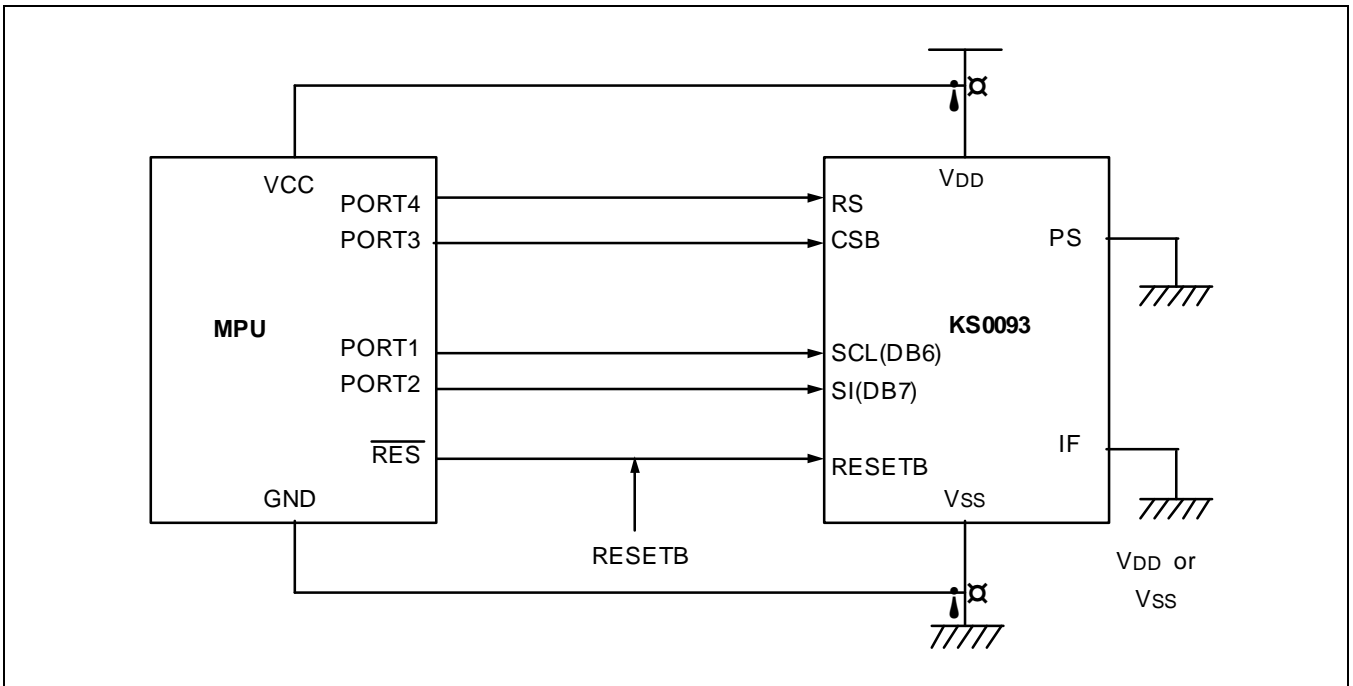 VCC
PORT4
PORT3
MPU
PORT1
PORT2
RES
GND
RESETB
VDD
RS
CSB
PS
KS0093
SCL(DB6)
SI(DB7)
RESETB
IF
VSS
VDD or
VSS